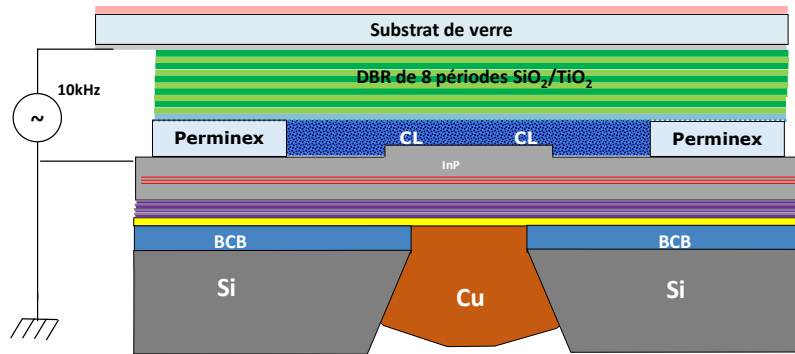 Substrat de verre
DBR de 8 périodes SiO₂/TiO₂
10kHz
~
Perminex CL CL Perminex
InP
BCB BCB
Si Cu Si